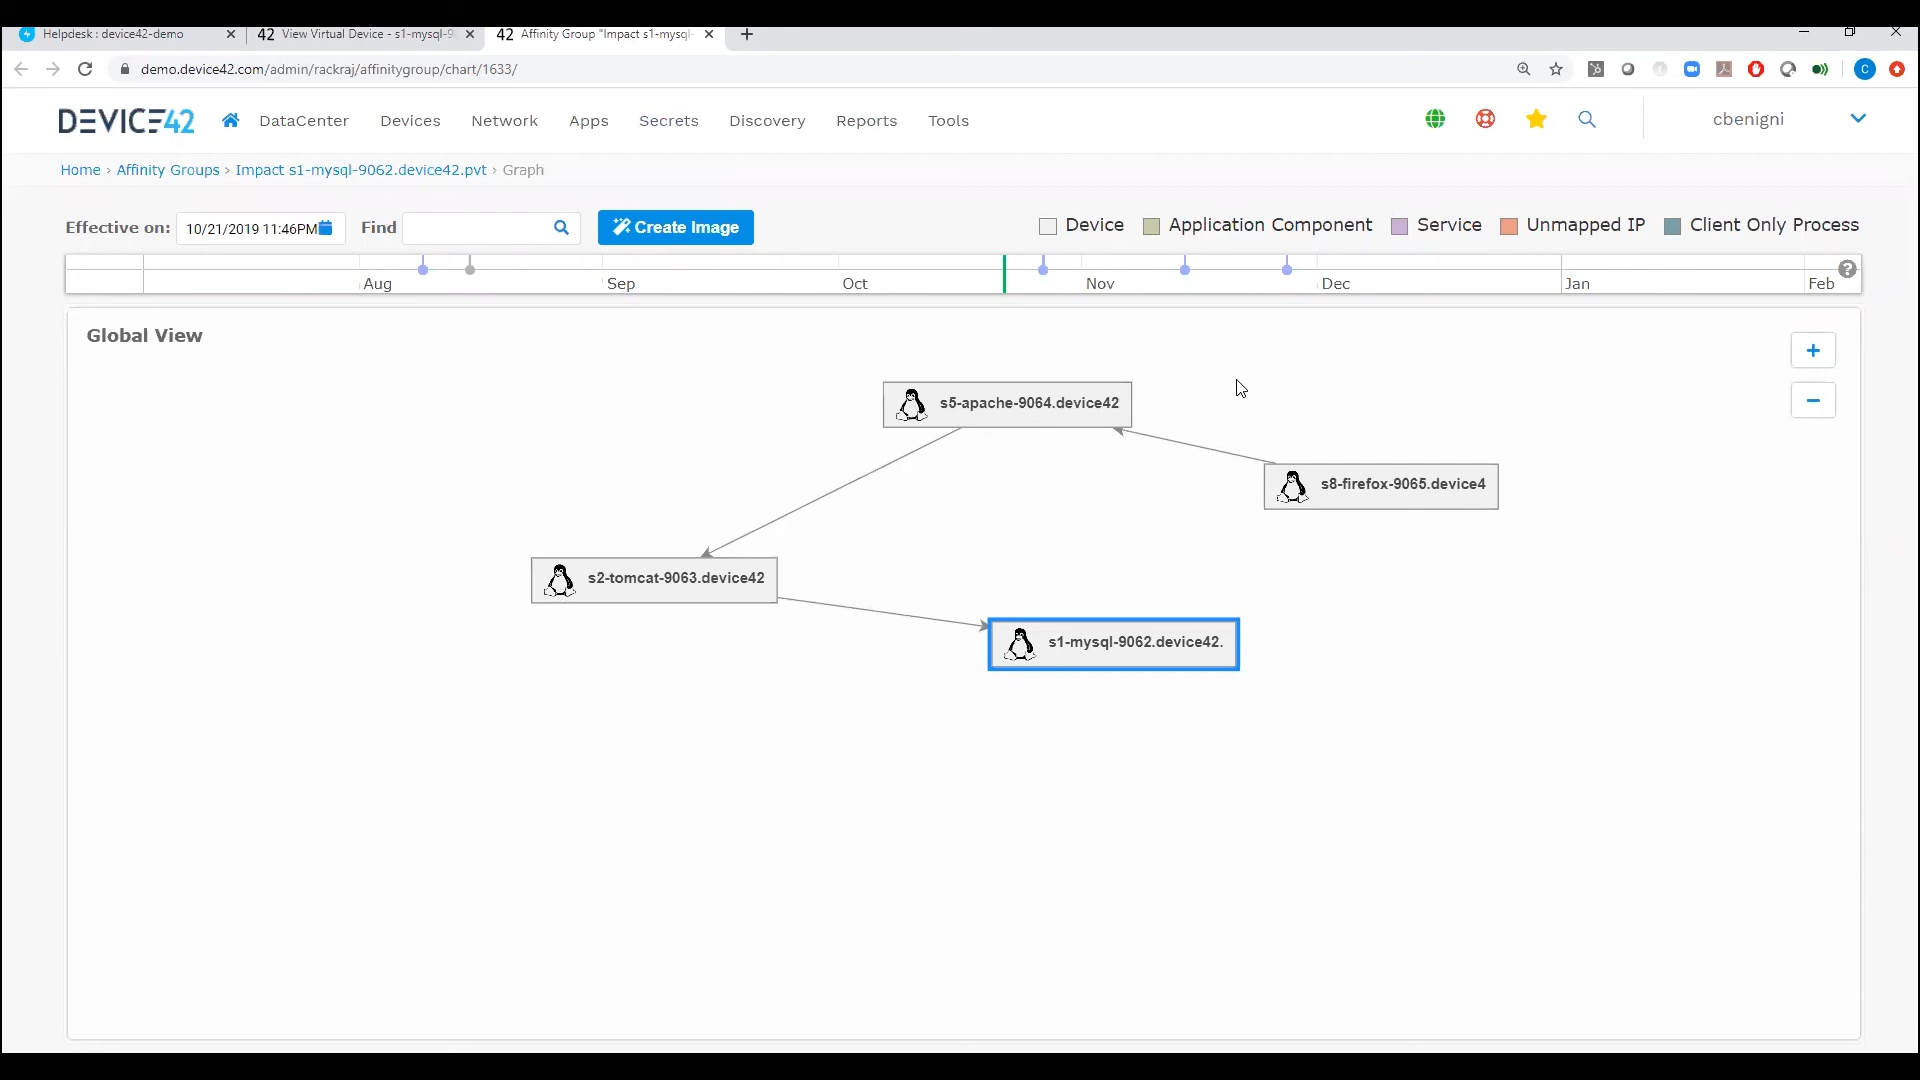 Helpesk : device42-demo
42 View Virtual Device - s1-mysql-9
42 Affinity Group "Impact s1-mysql-
demo.device42.com/admin/rackraj/affinitygroup/chart/1633/
C
DEVICE42 DataCenter Devices Network Apps Secrets Discovery Reports Tools cbenigni
Home › Affinity Groups › Impact s1-mysql-9062.device42.pvt › Graph
Effective on: 10/21/2019 11:46PM Find Create Image Device Application Component Service Unmapped IP Client Only Process
Aug Sep Oct Nov Dec Jan Feb ?
Global View
+
−
s5-apache-9064.device42
s8-firefox-9065.device4
s2-tomcat-9063.device42
s1-mysql-9062.device42.